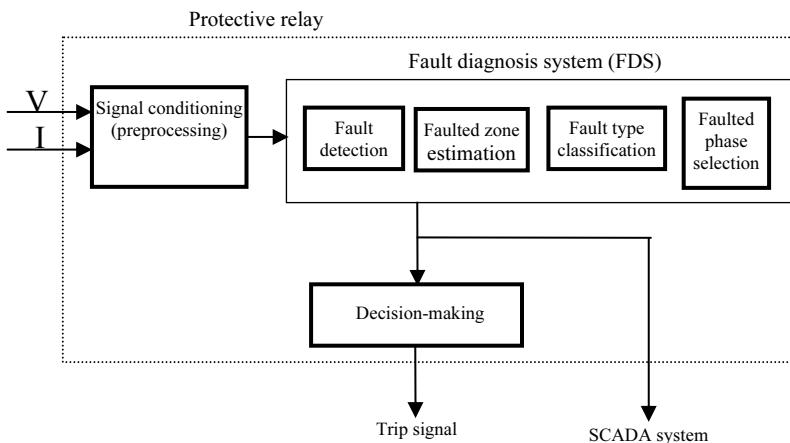 Protective relay
Fault diagnosis system (FDS)
V
I
Signal conditioning
(preprocessing)
Fault
detection
Faulted zone
estimation
Fault type
classification
Faulted
phase
selection
Decision-making
Trip signal
SCADA system